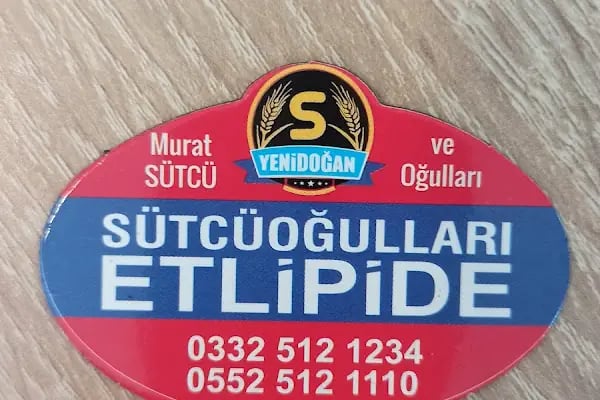 S
YENİDOĞAN
Murat
SÜTCÜ
ve
Oğulları
SÜTCÜOĞULLARI
ETLİPİDE
0332 512 1234
0552 512 1110